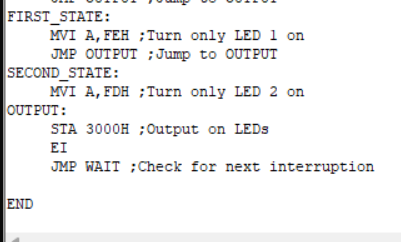 FIRST_STATE:
MVI A,FEH ;Turn only LED 1 on
JMP OUTPUT ;Jump to OUTPUT
SECOND_STATE:
MVI A,FDH ;Turn only LED 2 on
OUTPUT:
STA 3000H ;Output on LEDs
EI
JMP WAIT ;Check for next interruption
END